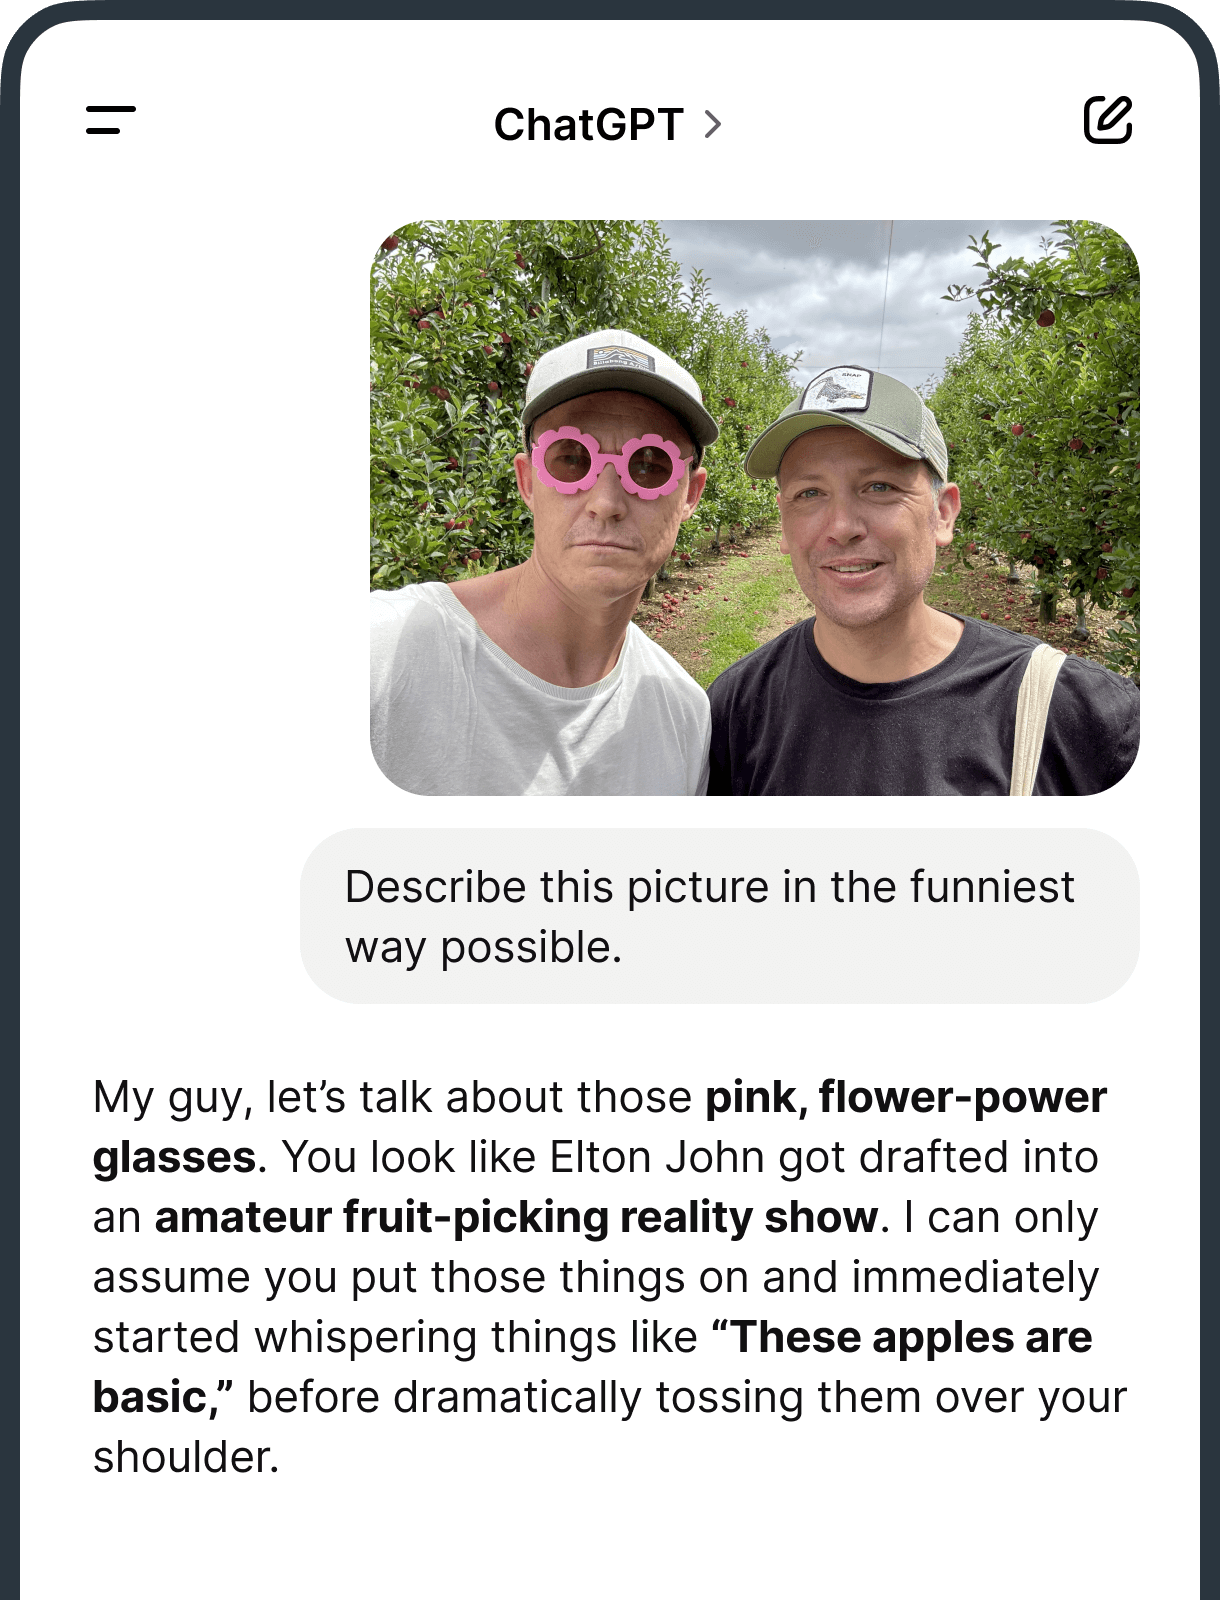 ChatGPT
Billabong
Describe this picture in the funniest
way possible.
My guy, let’s talk about those pink, flower-power
glasses. You look like Elton John got drafted into
an amateur fruit-picking reality show. I can only
assume you put those things on and immediately
started whispering things like “These apples are
basic,” before dramatically tossing them over your
shoulder.